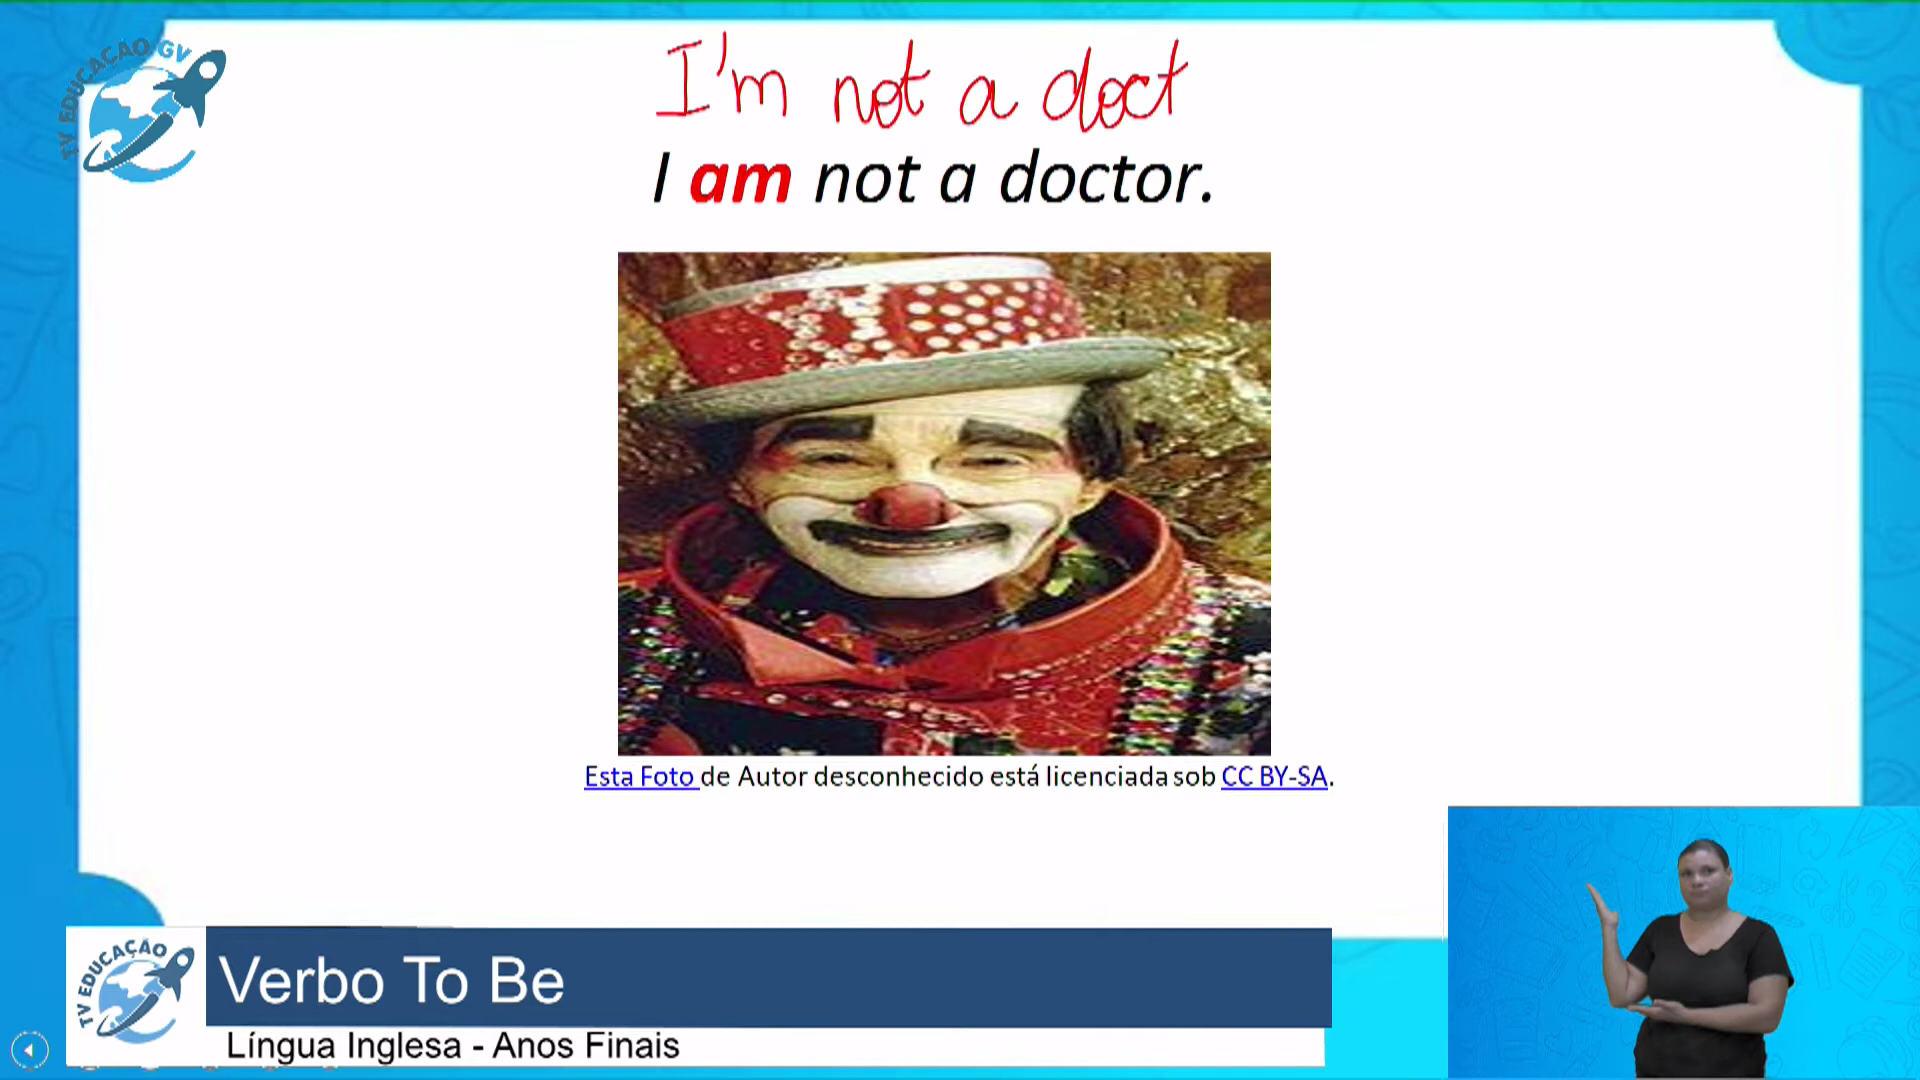 TV EDUCAÇÃO GV
I'm not a doct
I am not a doctor.
Esta Foto de Autor desconhecido está licenciada sob CC BY-SA.
TV EDUCAÇÃO
Verbo To Be
Língua Inglesa - Anos Finais